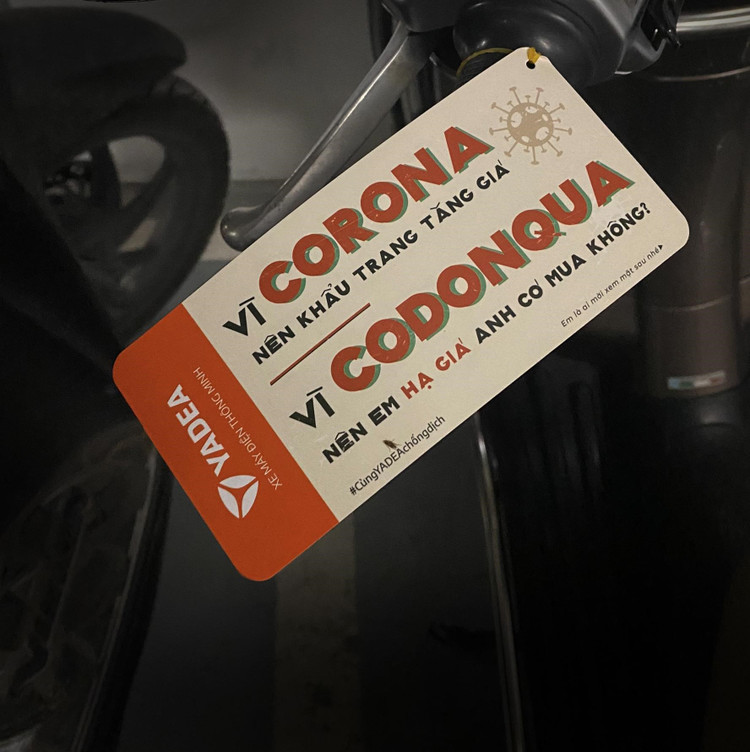 VÌ CORONA
NÊN KHẨU TRANG TĂNG GIÁ
VÌ CODONQUA
NÊN EM HẠ GIÁ ANH CÓ MUA KHÔNG?
Em là ai mời xem mặt sau nhé
#CùngYADEAchốngdịch
YADEA
XE MÁY ĐIỆN THÔNG MINH